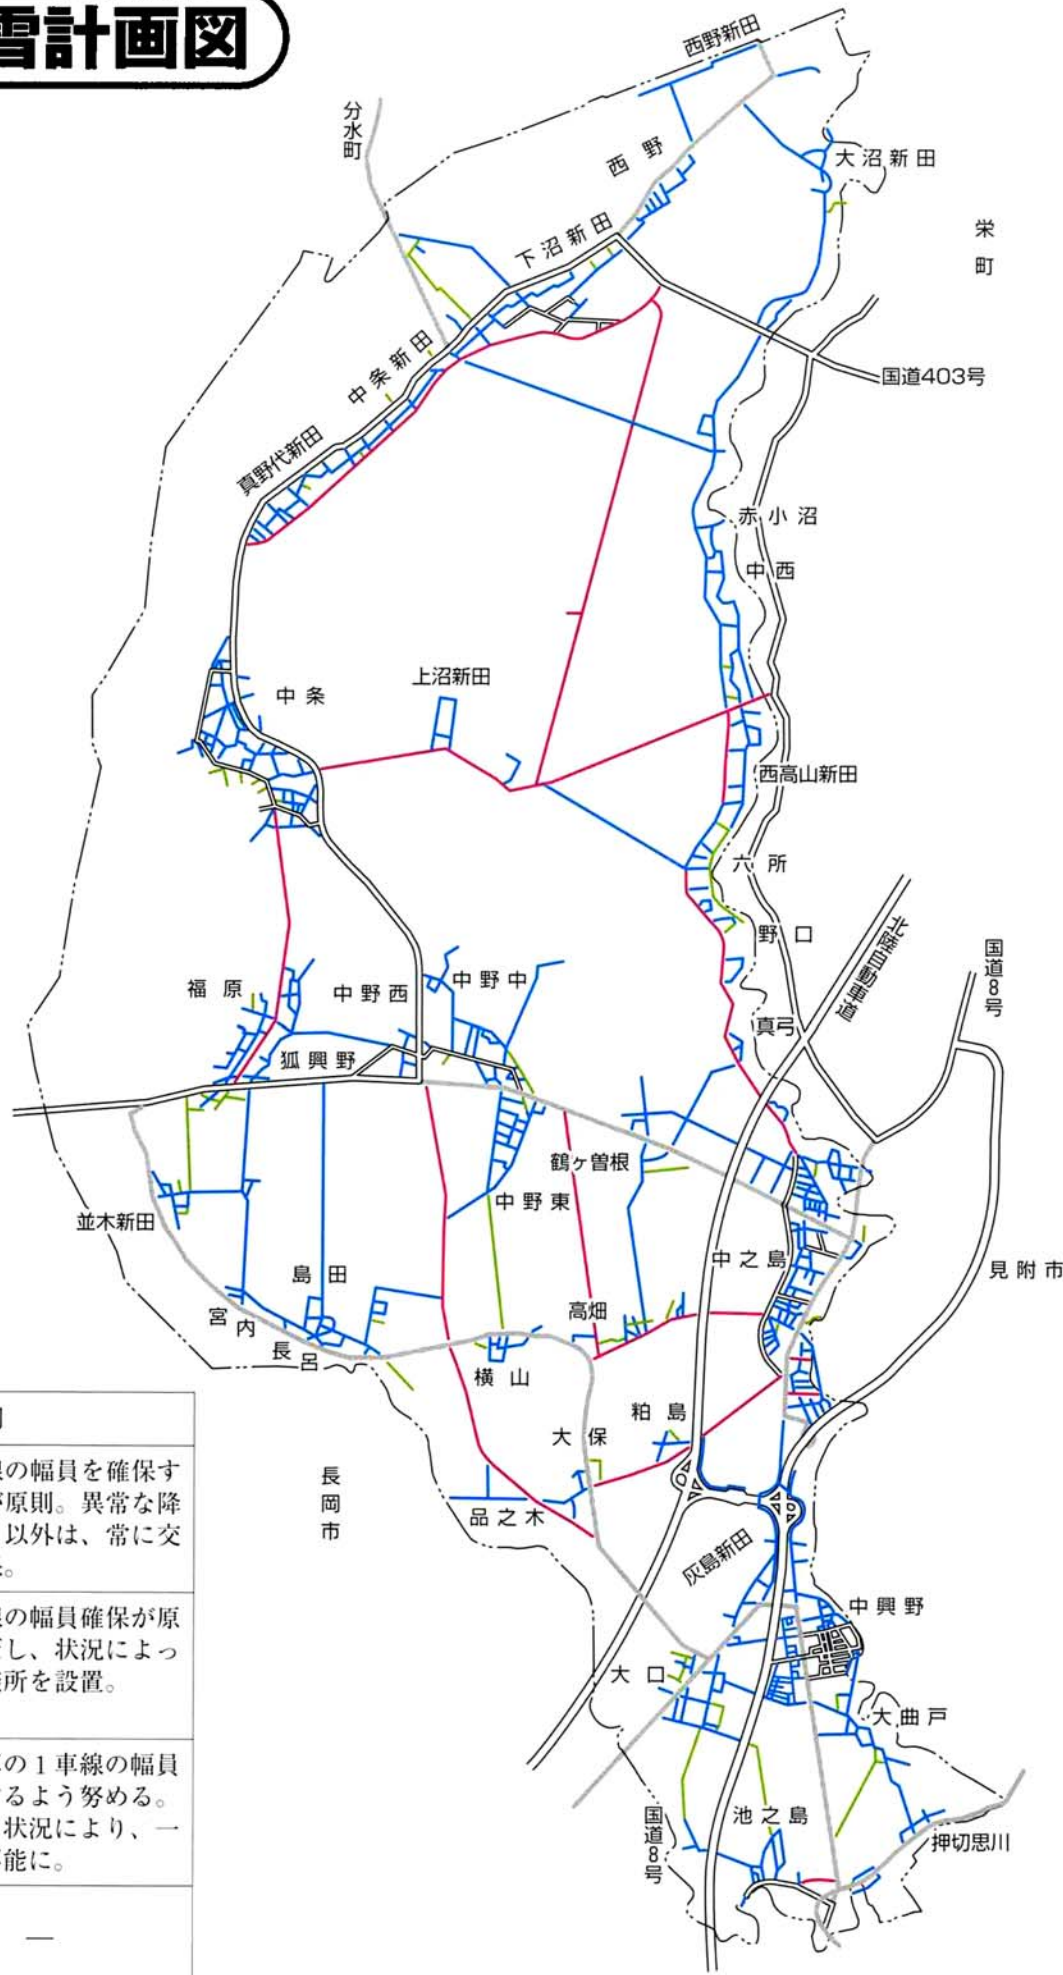 雪計画図
西野新田
分水町
西野
大沼新田
下沼新田
栄町
中条新田
国道403号
真野代新田
赤小沼
中西
上沼新田
中条
西高山新田
六所
野口
北陸自動車道
国道8号
福原
中野西
中野中
真弓
狐興野
鶴ヶ曽根
中野東
並木新田
中之島
見附市
島田
宮内
高畑
長呂
横山
粕島
大保
長岡市
品之木
灰島新田
中興野
大口
大曲戸
国道8号
池之島
押切思川
の幅員を確保す
原則。異常な降
以外は、常に交
。
の幅員確保が原
し、状況によっ
所を設置。
の1車線の幅員
るよう努める。
状況により、一
能に。
―